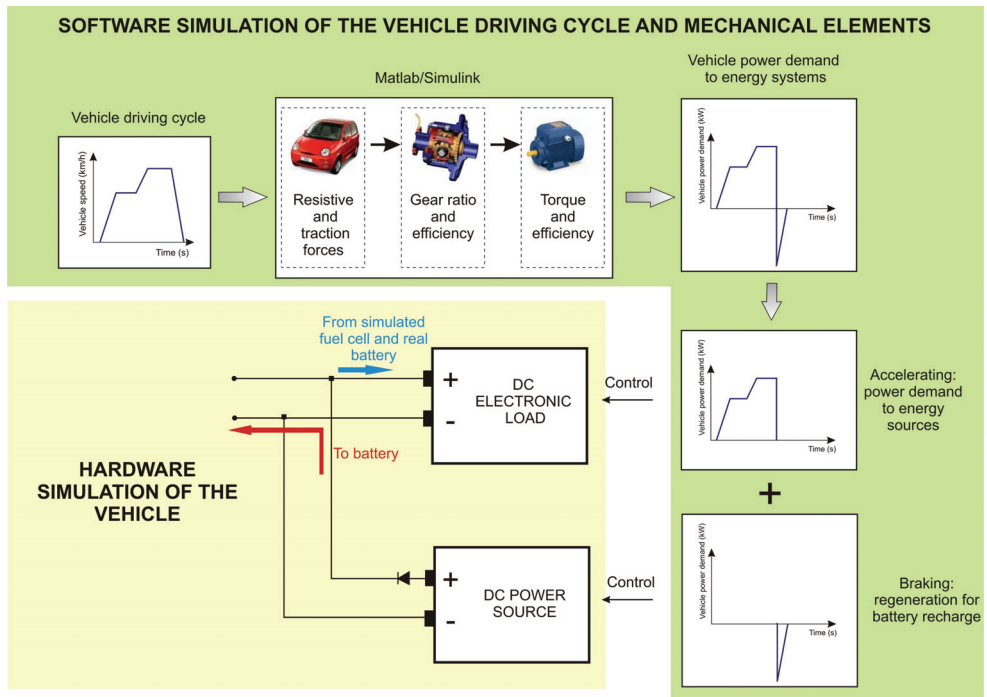 SOFTWARE SIMULATION OF THE VEHICLE DRIVING CYCLE AND MECHANICAL ELEMENTS
Vehicle driving cycle
Vehicle speed (km/h)
Time (s)
Matlab/Simulink
Resistive
and
traction
forces
Gear ratio
and
efficiency
Torque
and
efficiency
Vehicle power demand
to energy systems
Vehicle power demand (kW)
Time (s)
Vehicle power demand (kW)
Time (s)
Accelerating:
power demand
to energy
sources
+
Vehicle power demand (kW)
Time (s)
Braking:
regeneration for
battery recharge
HARDWARE
SIMULATION OF THE
VEHICLE
From simulated
fuel cell and real
battery
+
-
DC
ELECTRONIC
LOAD
Control
To battery
+
-
DC POWER
SOURCE
Control